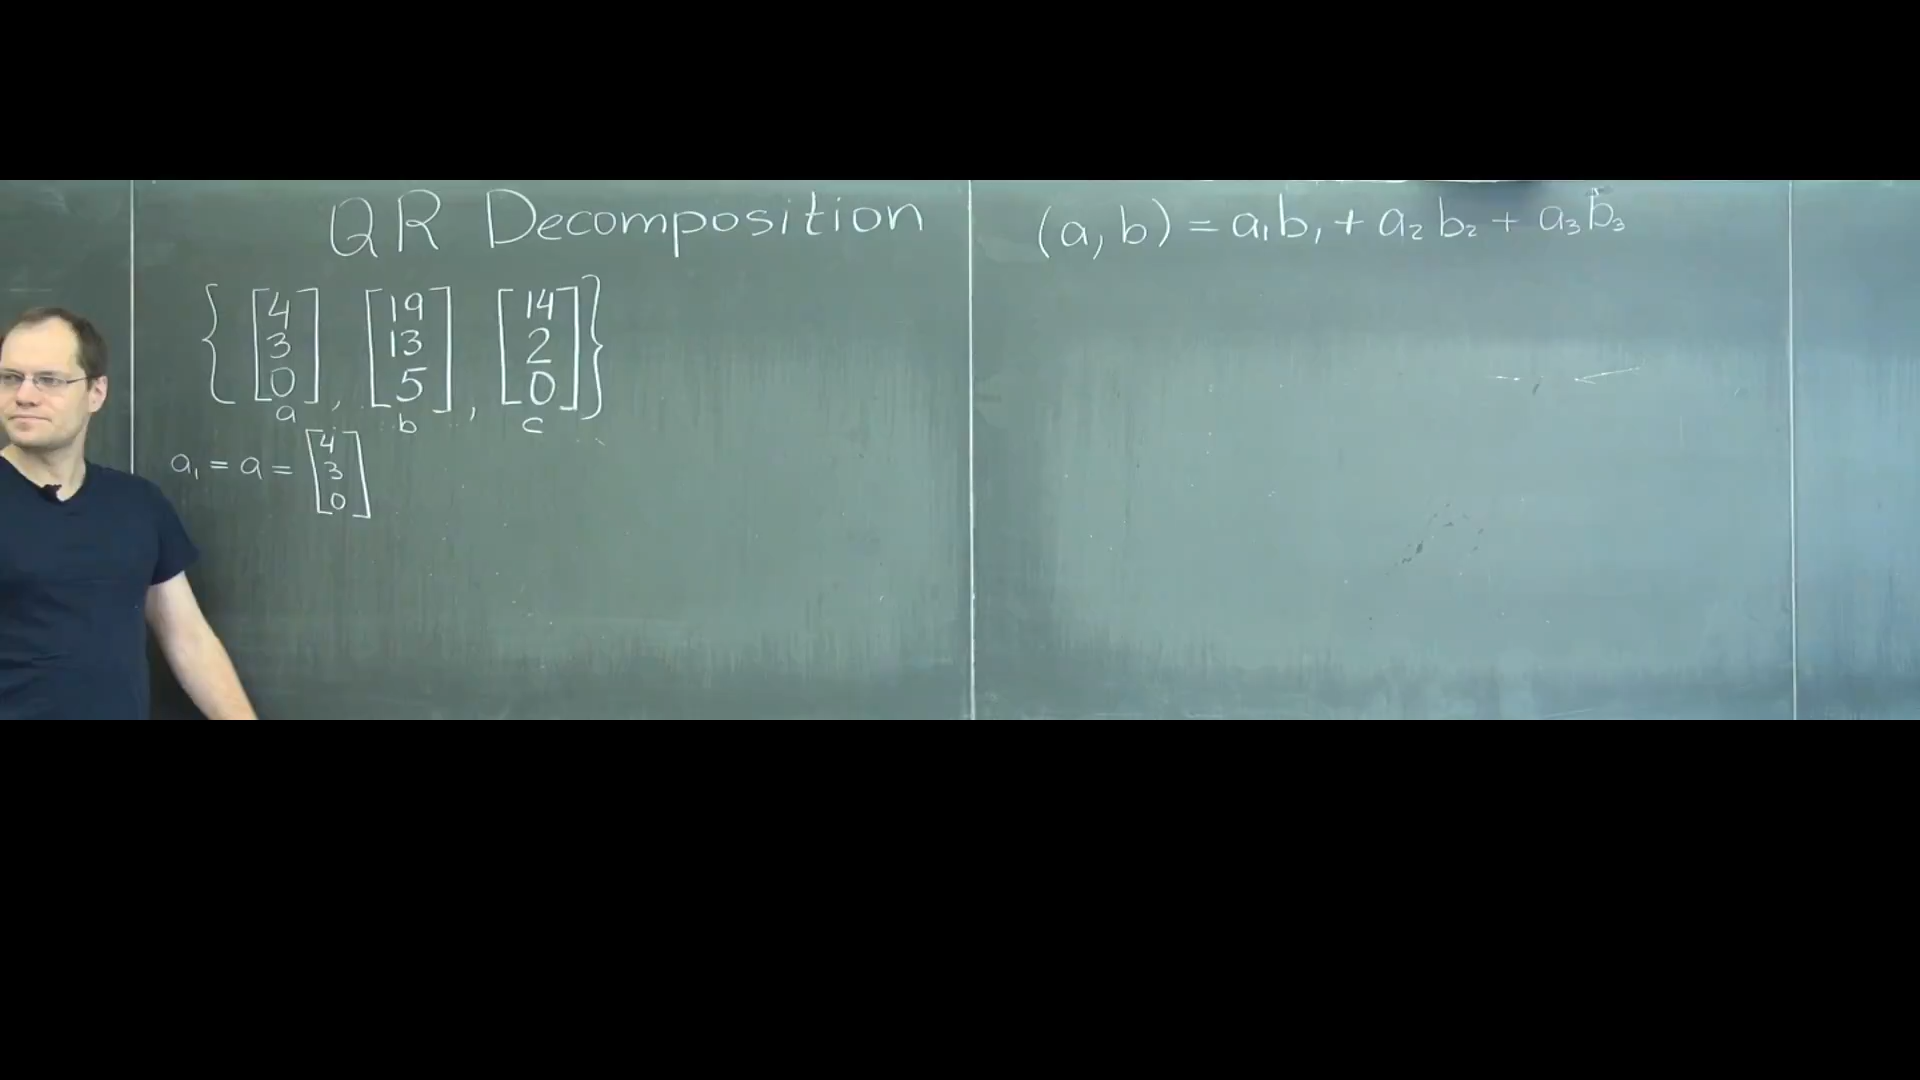 QR Decomposition
{[4 3 0], [19 13 5], [14 2 0]}
a b c
a₁ = a = [4 3 0]
(a, b) = a₁b₁ + a₂b₂ + a₃b₃